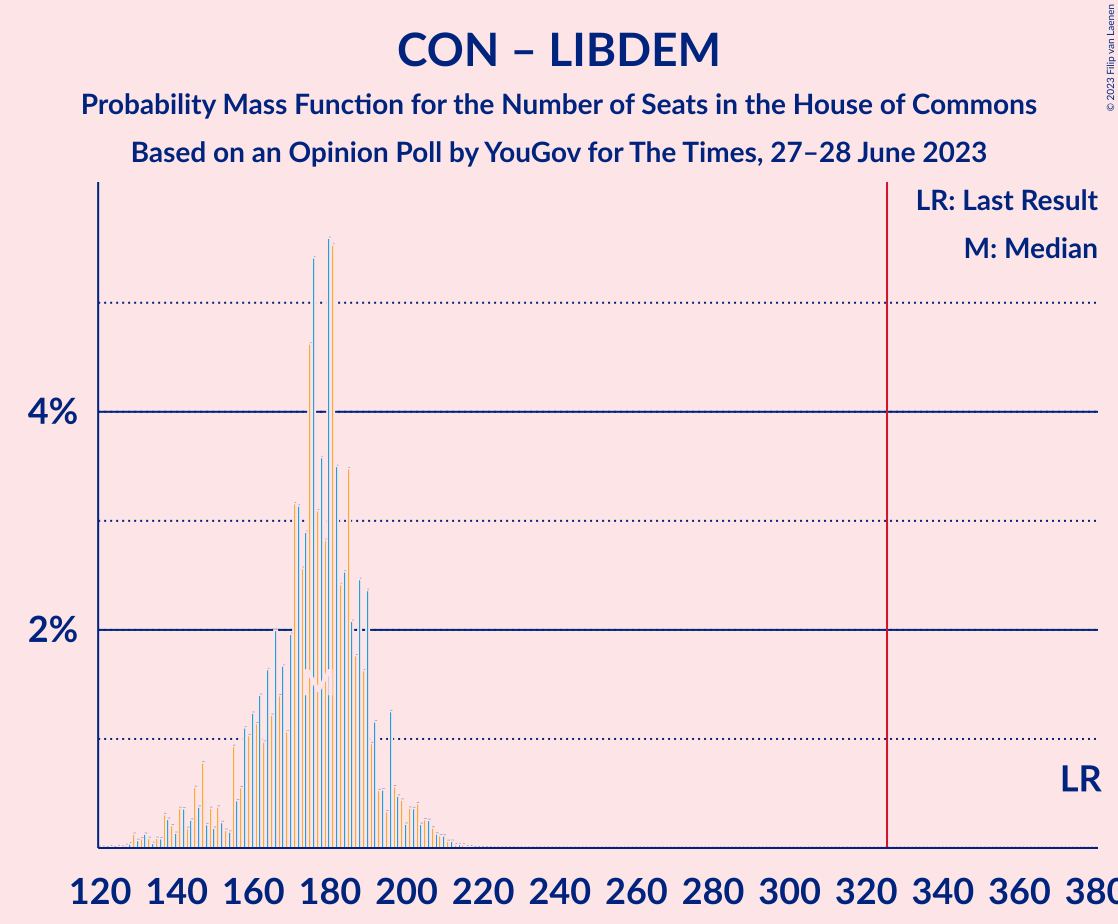 CON – LIBDEM
Probability Mass Function for the Number of Seats in the House of Commons
Based on an Opinion Poll by YouGov for The Times, 27–28 June 2023
© 2023 Filip van Laenen
LR: Last Result
M: Median
4%
2%
LR
120 140 160 180 200 220 240 260 280 300 320 340 360 380